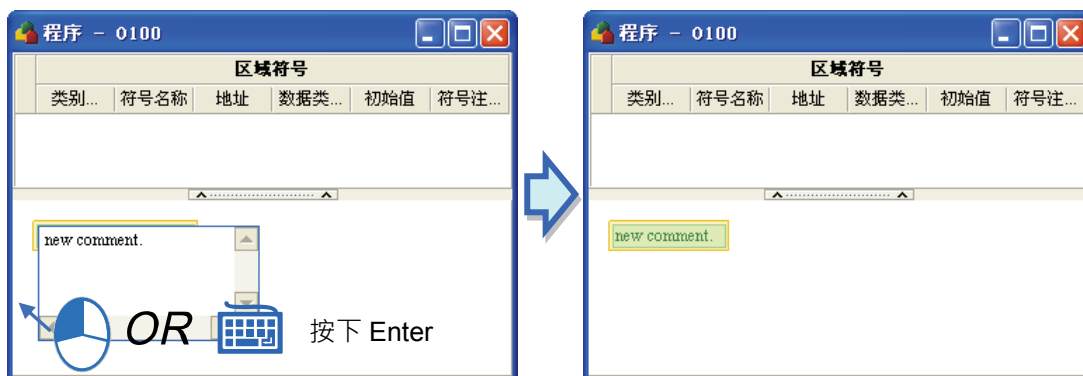 程序 - 0100
区域符号
类别... 符号名称 地址 数据类... 初始值 符号注...
new comment.
OR 按下 Enter
程序 - 0100
区域符号
类别... 符号名称 地址 数据类... 初始值 符号注...
new comment.